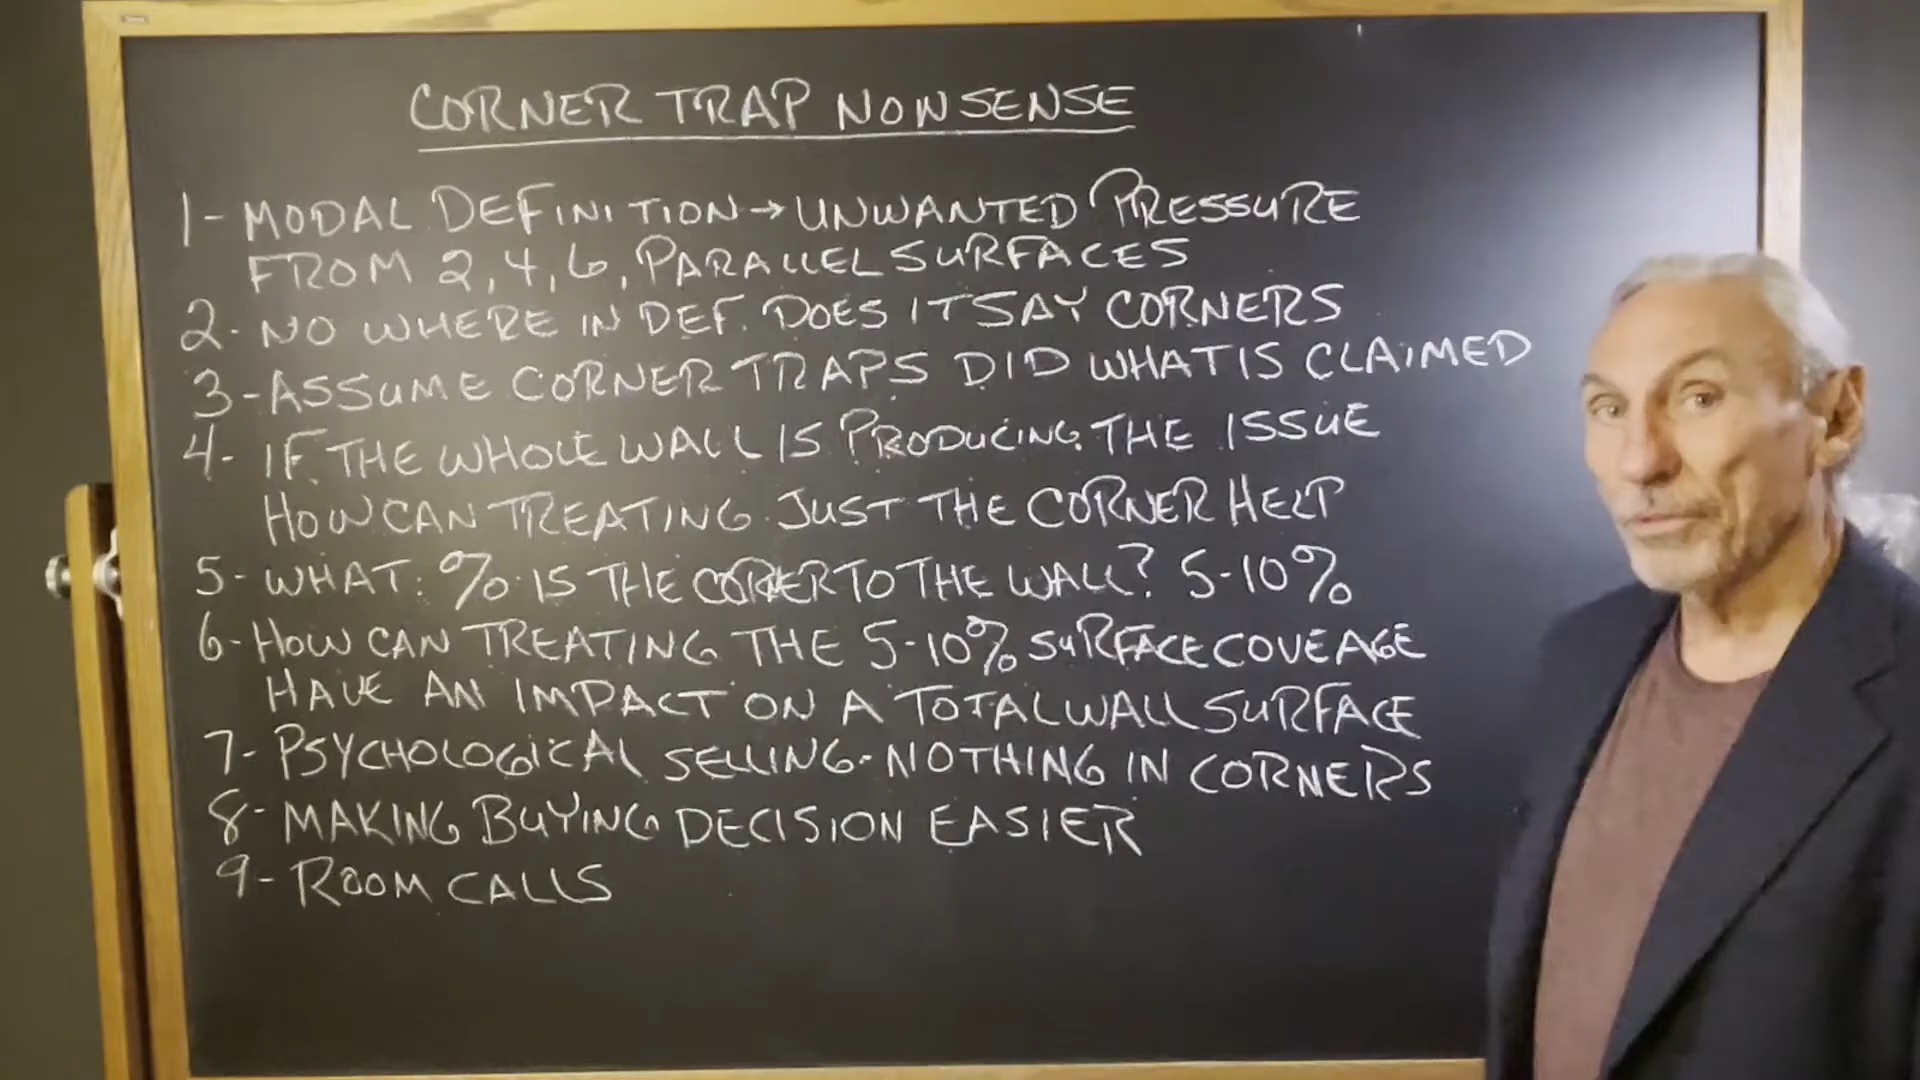 CORNER TRAP NONSENSE
1- MODAL DEFINITION → UNWANTED PRESSURE
FROM 2, 4, 6, PARALLEL SURFACES
2- NO WHERE IN DEF. DOES IT SAY CORNERS
3- ASSUME CORNER TRAPS DID WHAT IS CLAIMED
4- IF THE WHOLE WALL IS PRODUCING THE ISSUE
HOW CAN TREATING JUST THE CORNER HELP
5- WHAT % IS THE CORNER TO THE WALL? 5-10%
6- HOW CAN TREATING THE 5-10% SURFACE COVEAGE
HAVE AN IMPACT ON A TOTAL WALL SURFACE
7- PSYCHOLOGICAL SELLING- NOTHING IN CORNERS
8- MAKING BUYING DECISION EASIER
9- ROOM CALLS